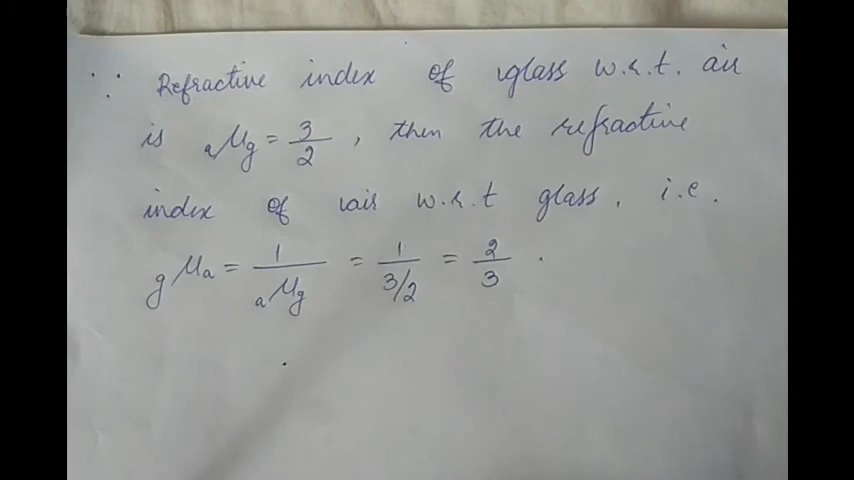 ∵ Refractive index of glass w.r.t. air
is aμg = 3/2 , then the refractive
index of air w.r.t glass, i.e.
gμa = 1/aμg = 1/3/2 = 2/3 .